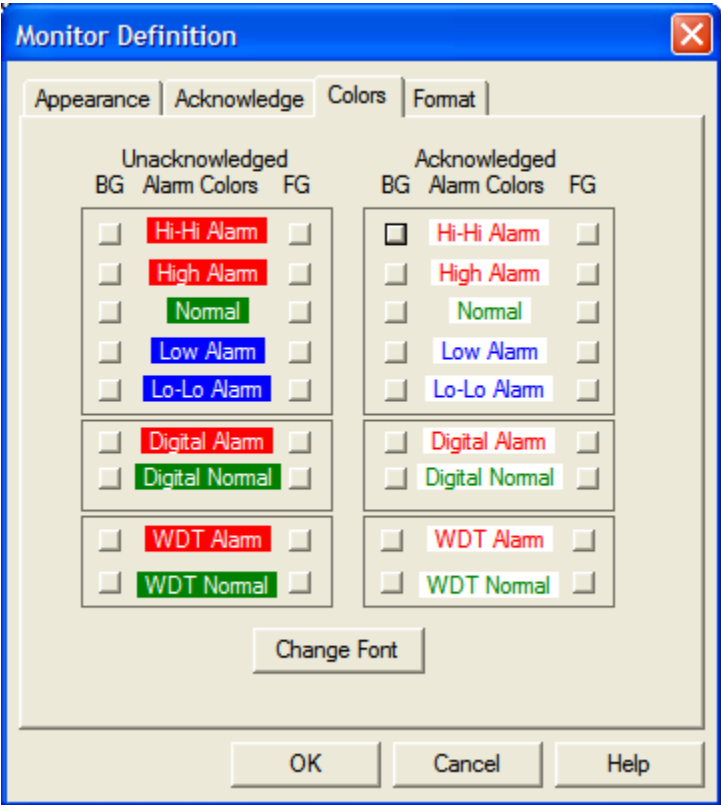 Monitor Definition
Appearance Acknowledge Colors Format
Unacknowledged Acknowledged
BG Alarm Colors FG BG Alarm Colors FG
Hi-Hi Alarm Hi-Hi Alarm
High Alarm High Alarm
Normal Normal
Low Alarm Low Alarm
Lo-Lo Alarm Lo-Lo Alarm
Digital Alarm Digital Alarm
Digital Normal Digital Normal
WDT Alarm WDT Alarm
WDT Normal WDT Normal
Change Font
OK Cancel Help